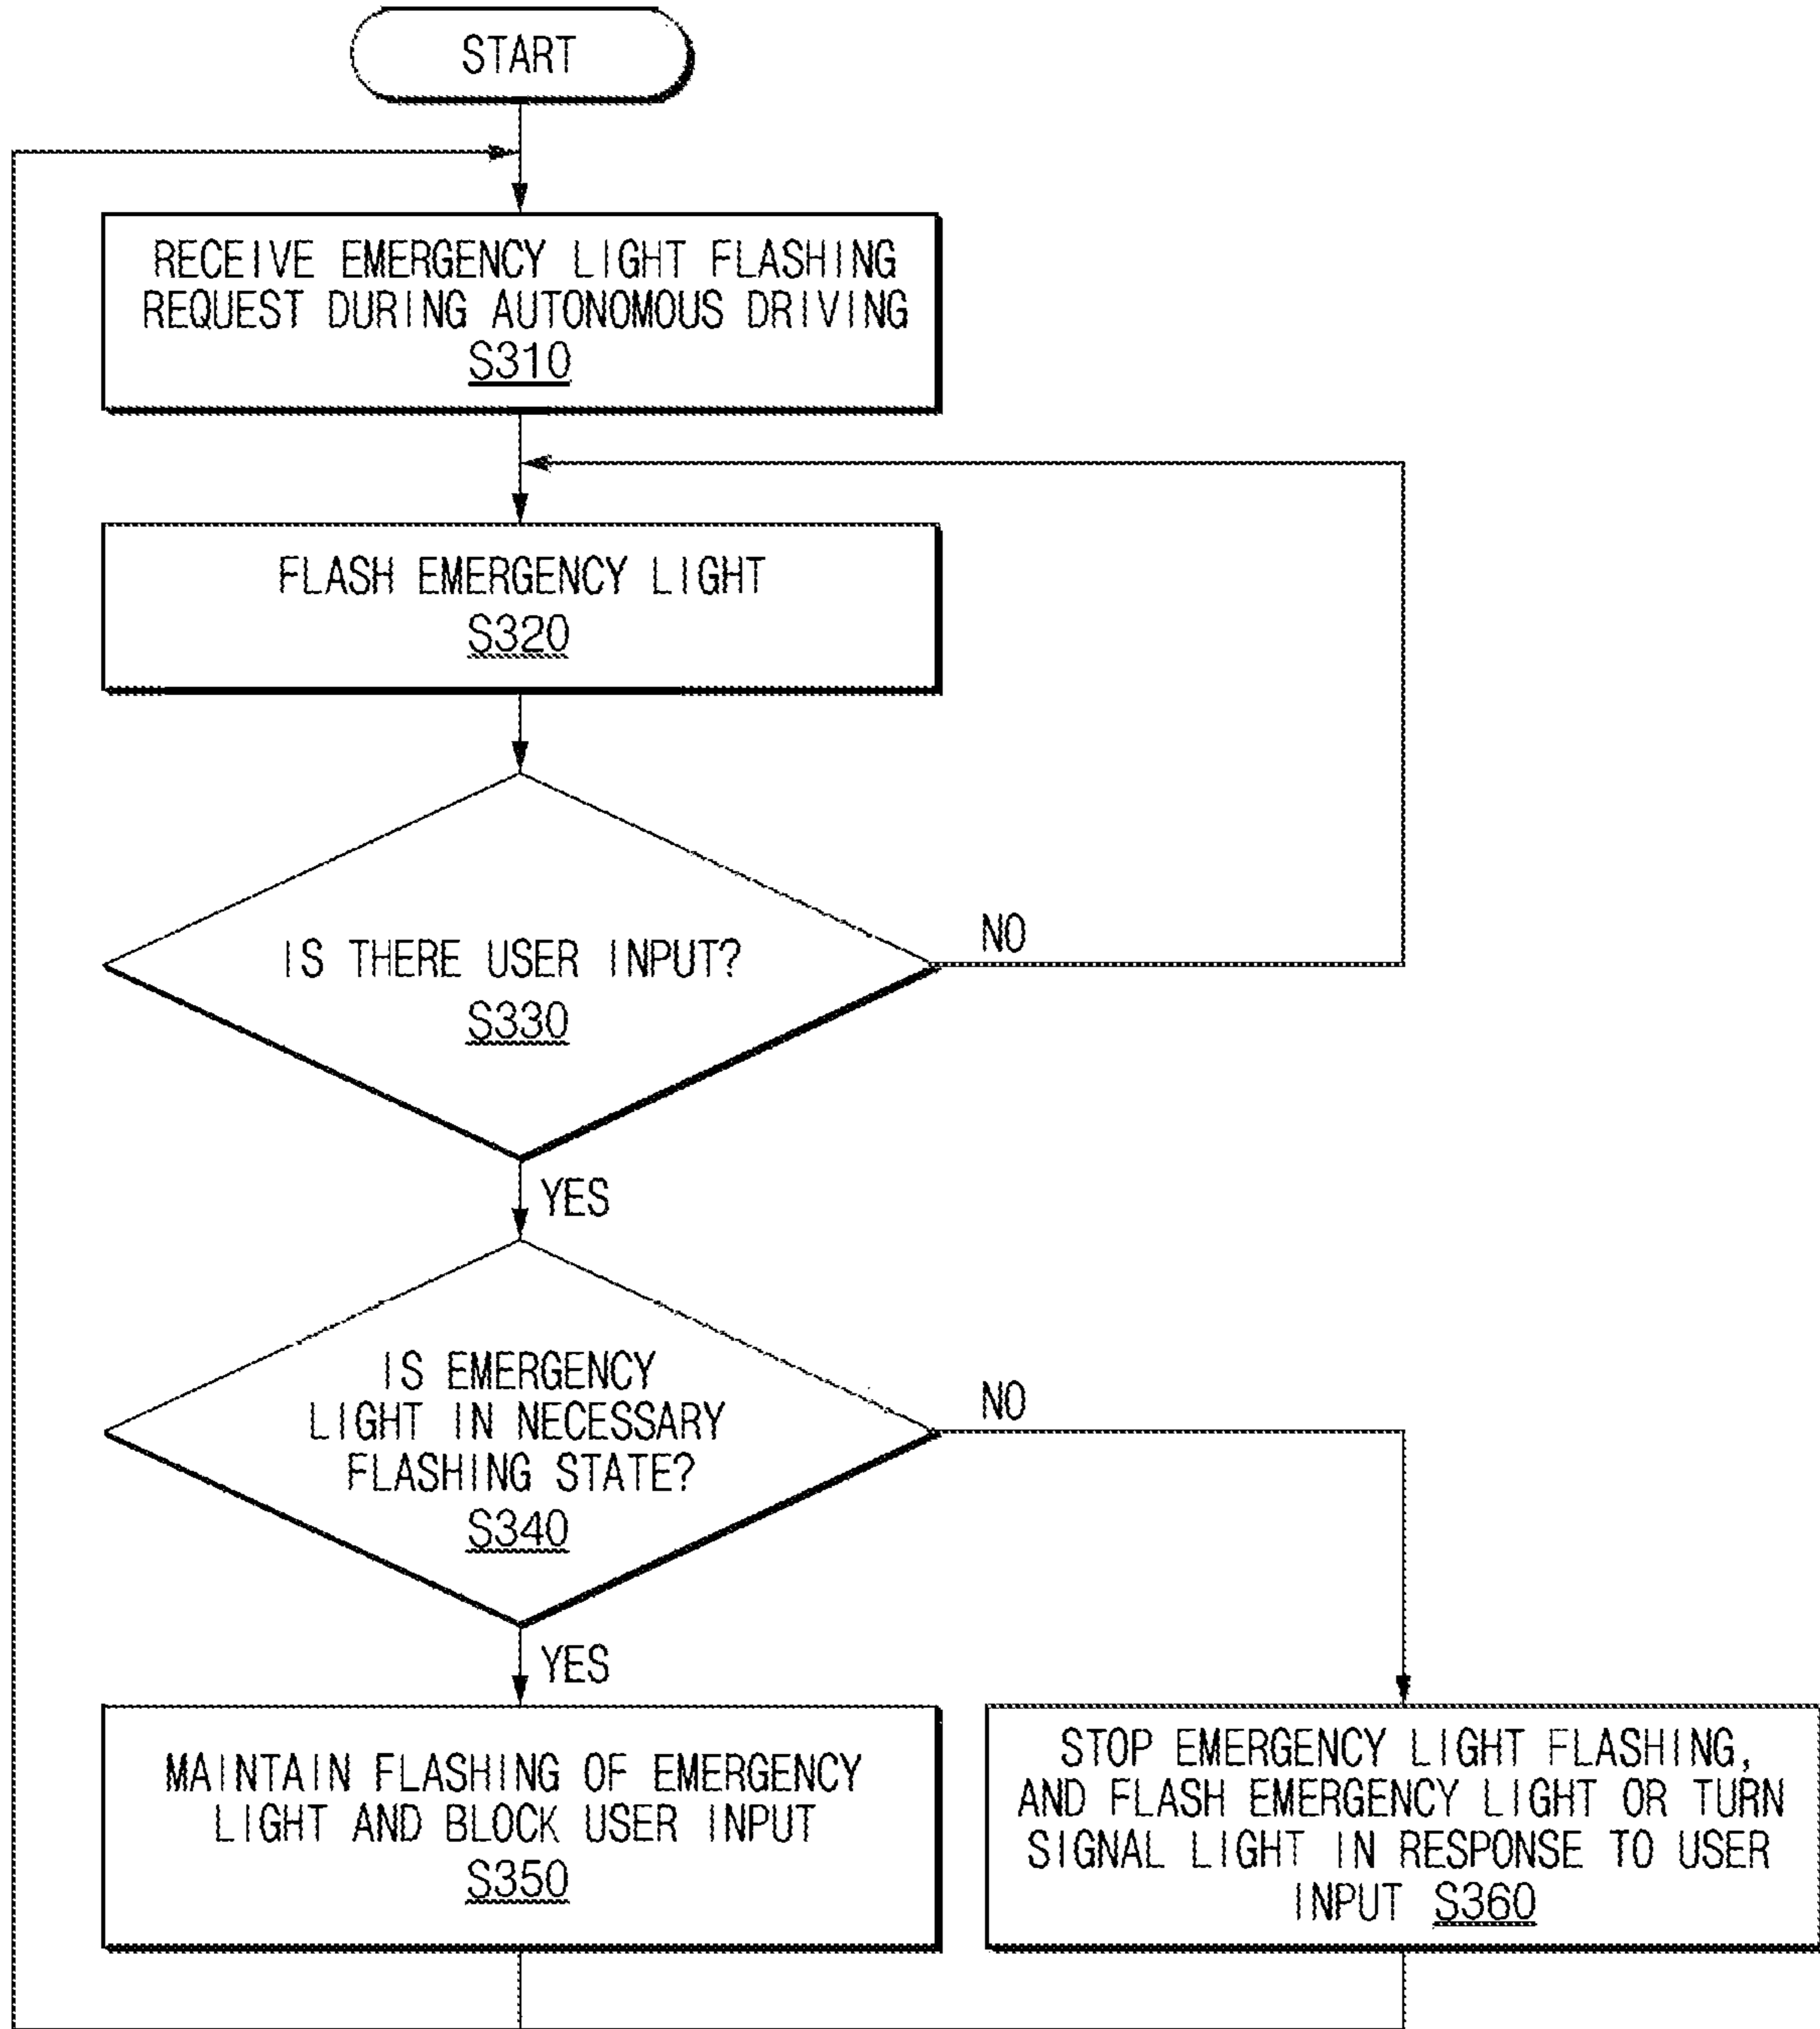 START
RECEIVE EMERGENCY LIGHT FLASHING
REQUEST DURING AUTONOMOUS DRIVING
S310
FLASH EMERGENCY LIGHT
S320
IS THERE USER INPUT?
S330
NO
YES
IS EMERGENCY
LIGHT IN NECESSARY
FLASHING STATE?
S340
NO
YES
MAINTAIN FLASHING OF EMERGENCY
LIGHT AND BLOCK USER INPUT
S350
STOP EMERGENCY LIGHT FLASHING,
AND FLASH EMERGENCY LIGHT OR TURN
SIGNAL LIGHT IN RESPONSE TO USER
INPUT S360